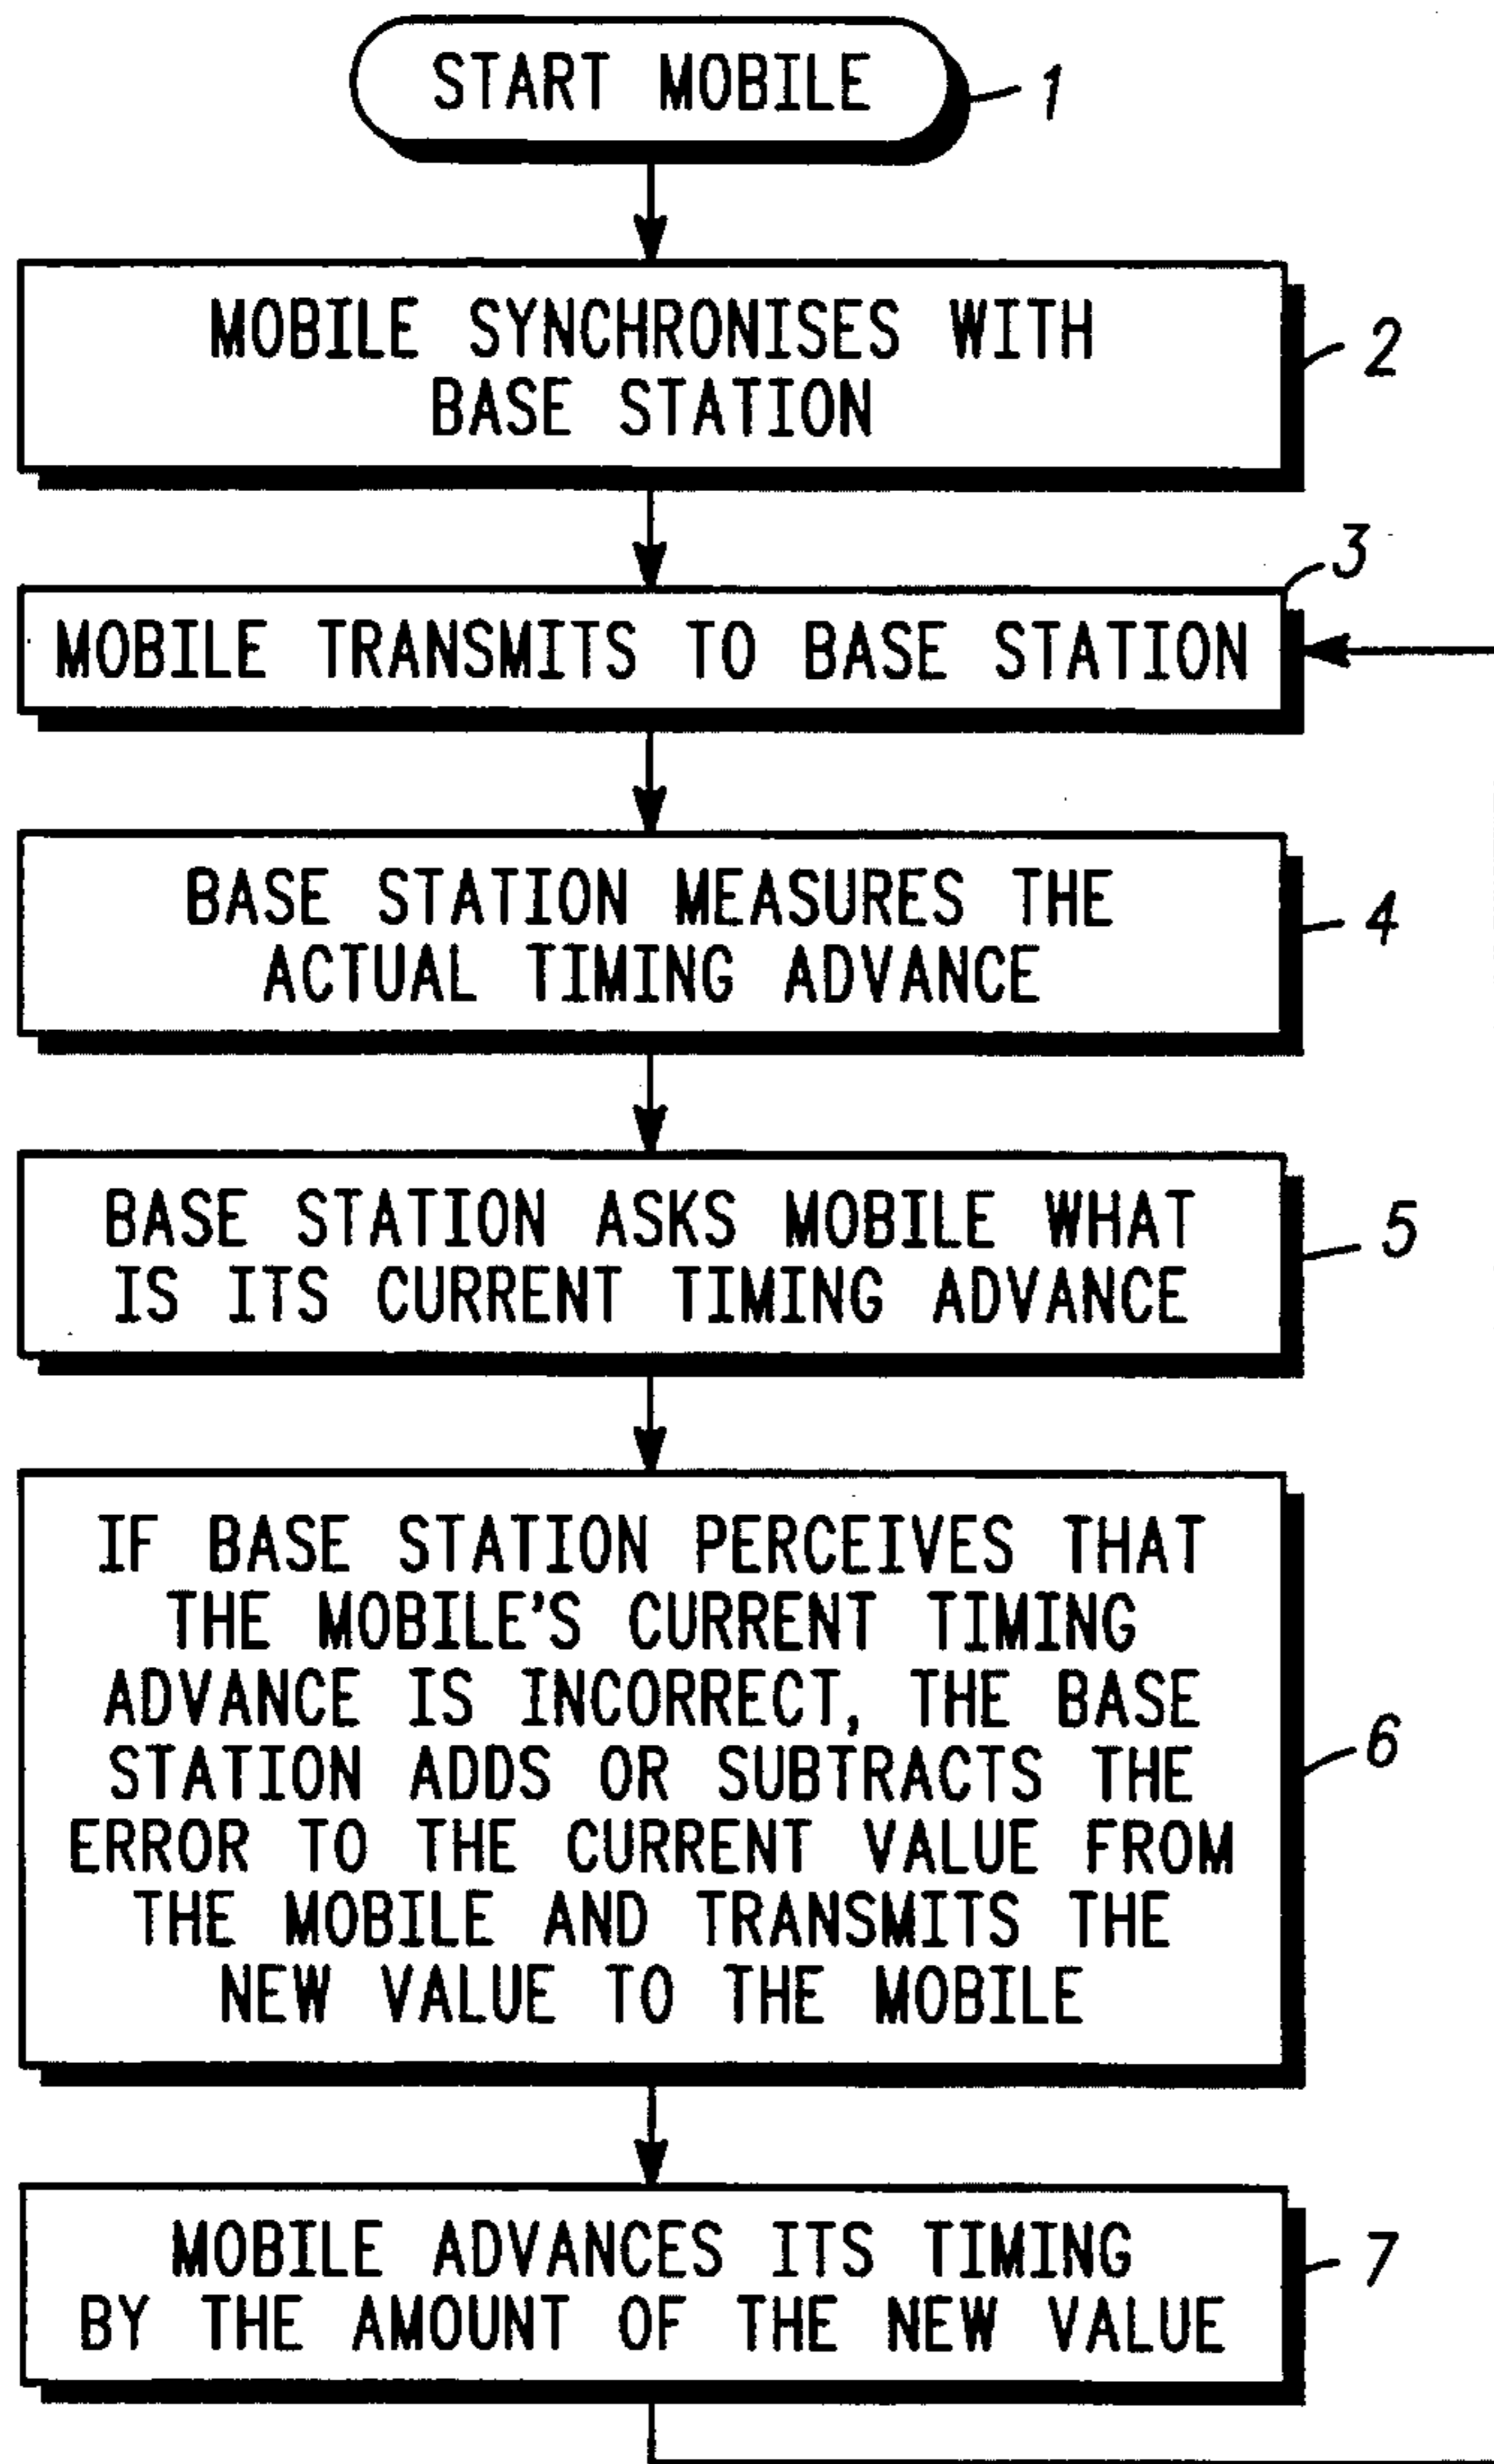 START MOBILE
1
MOBILE SYNCHRONISES WITH
BASE STATION
2
3
MOBILE TRANSMITS TO BASE STATION
BASE STATION MEASURES THE
ACTUAL TIMING ADVANCE
4
BASE STATION ASKS MOBILE WHAT
IS ITS CURRENT TIMING ADVANCE
5
IF BASE STATION PERCEIVES THAT
THE MOBILE'S CURRENT TIMING
ADVANCE IS INCORRECT, THE BASE
STATION ADDS OR SUBTRACTS THE
ERROR TO THE CURRENT VALUE FROM
THE MOBILE AND TRANSMITS THE
NEW VALUE TO THE MOBILE
6
MOBILE ADVANCES ITS TIMING
BY THE AMOUNT OF THE NEW VALUE
7